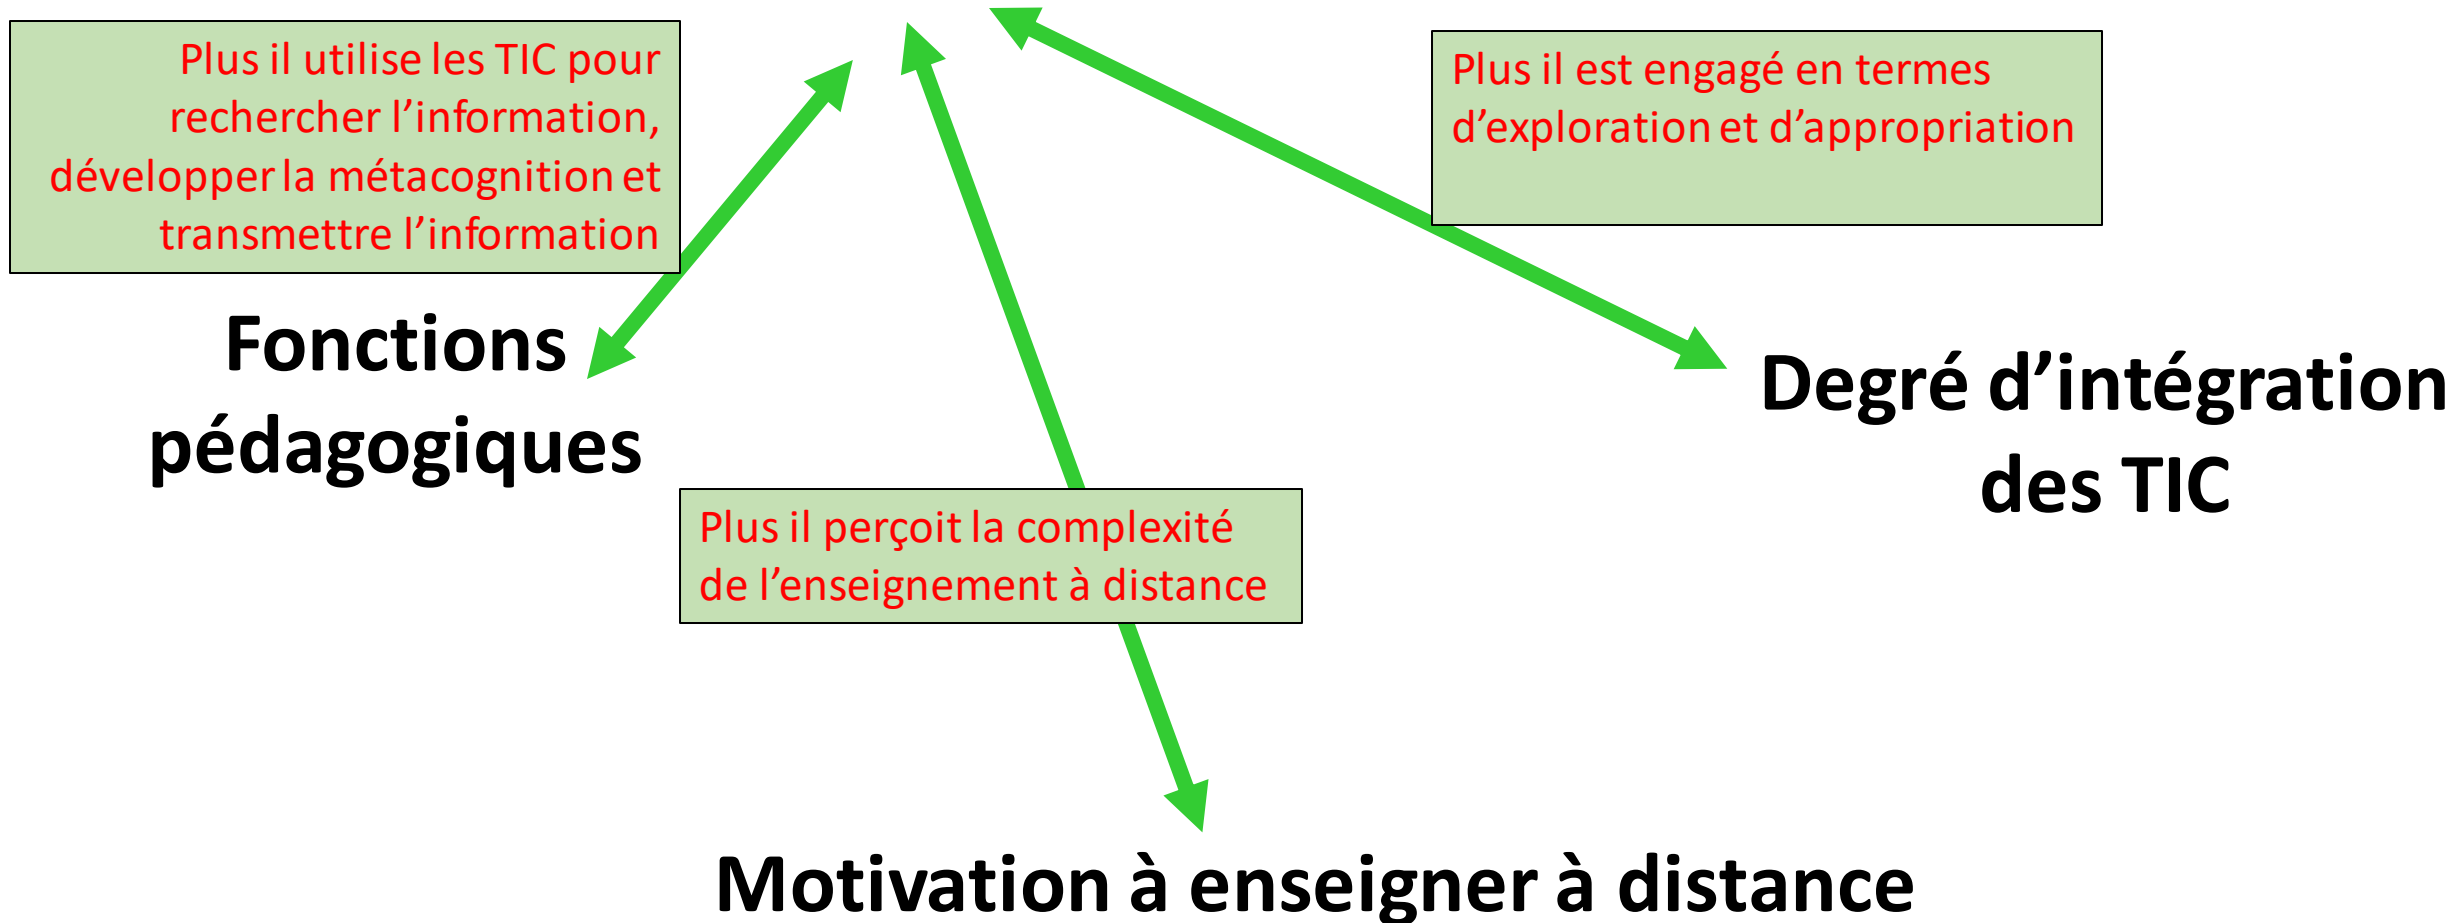 Plus il utilise les TIC pour
rechercher l’information,
développer la métacognition et
transmettre l’information
Plus il est engagé en termes
d’exploration et d’appropriation
Fonctions
pédagogiques
Degré d’intégration
des TIC
Plus il perçoit la complexité
de l’enseignement à distance
Motivation à enseigner à distance